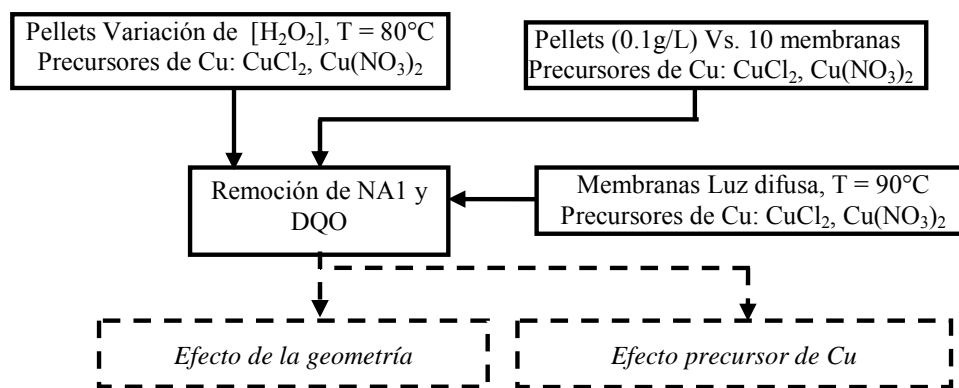 Pellets Variación de [H₂O₂], T = 80°C
Precursores de Cu: CuCl₂, Cu(NO₃)₂
Pellets (0.1g/L) Vs. 10 membranas
Precursores de Cu: CuCl₂, Cu(NO₃)₂
Remoción de NA1 y
DQO
Membranas Luz difusa, T = 90°C
Precursores de Cu: CuCl₂, Cu(NO₃)₂
Efecto de la geometría
Efecto precursor de Cu